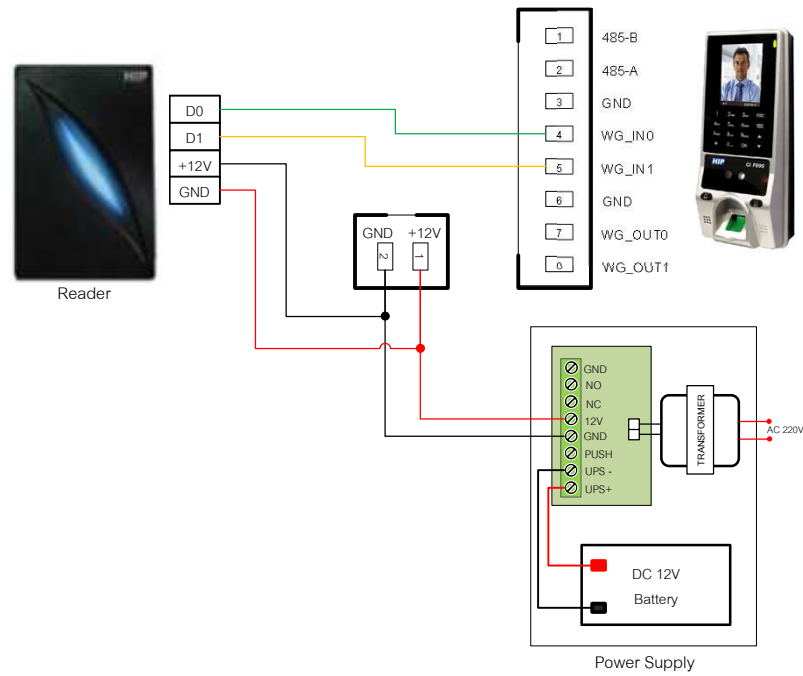 HIP
D0
D1
+12V
GND
Reader
1 485-B
2 485-A
3 GND
4 WG_IN0
5 WG_IN1
6 GND
7 WG_OUT0
WG_OUT1
HIP
GND +12V
2 1
GND
NO
NC
12V
GND
PUSH
UPS -
UPS+
TRANSFORMER
AC 220V
DC 12V
Battery
Power Supply